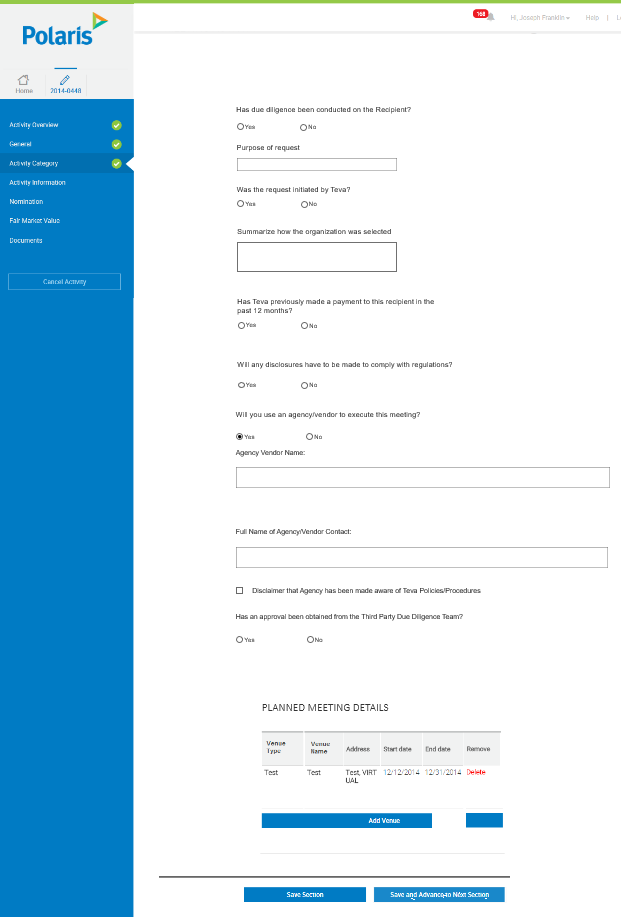 168
Hi, Joseph Franklin
Help
|
Polaris
Home
2014-0448
Activity Overview
General
Activity Category
Activity Information
Nomination
Fair Market Value
Documents
Cancel Activity
Has due diligence been conducted on the Recipient?
Yes
No
Purpose of request
Was the request initiated by Teva?
Yes
No
Summarize how the organization was selected
Has Teva previously made a payment to this recipient in the
past 12 months?
Yes
No
Will any disclosures have to be made to comply with regulations?
Yes
No
Will you use an agency/vendor to execute this meeting?
Yes
No
Agency Vendor Name:
Full Name of Agency/Vendor Contact:
Disclaimer that Agency has been made aware of Teva Policies/Procedures
Has an approval been obtained from the Third Party Due Diligence Team?
Yes
No
PLANNED MEETING DETAILS
Venue
Type
Venue
Name
Address
Start date
End date
Remove
Test
Test
Test, VIRT
UAL
12/12/2014
12/31/2014
Delete
Add Venue
Save Section
Save and Advance to Next Section